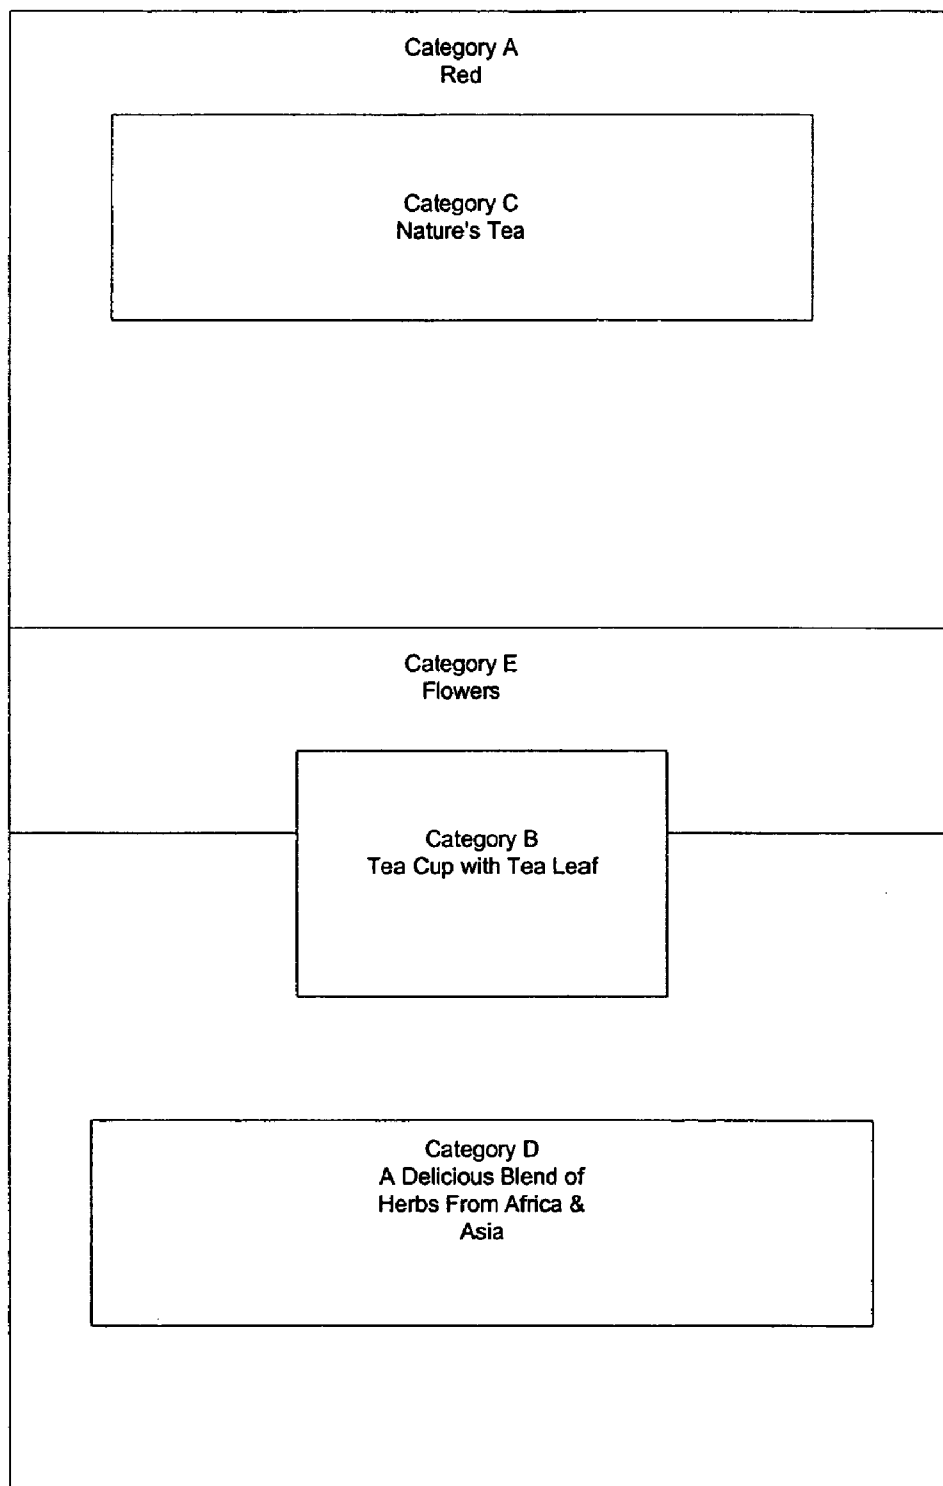 Category A
Red
Category C
Nature's Tea
Category E
Flowers
Category B
Tea Cup with Tea Leaf
Category D
A Delicious Blend of
Herbs From Africa &
Asia